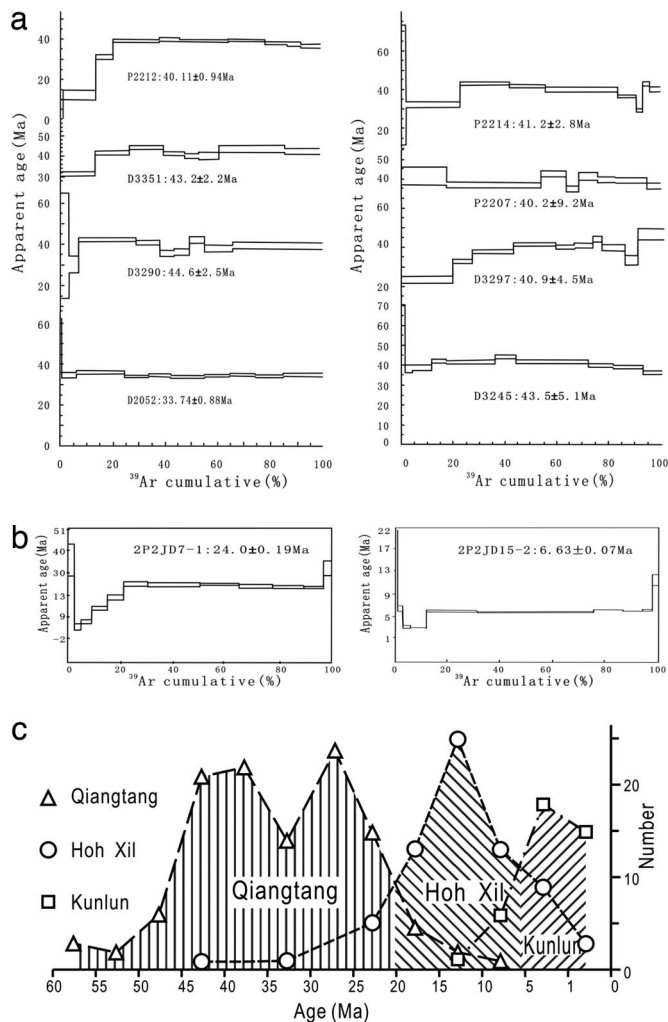 a
Apparent age(Ma)
40
20
0
P2212:40.11±0.94Ma
50
40
30
D3351:43.2±2.2Ma
60
40
20
D3290:44.6±2.5Ma
60
40
20
0
D2052:33.74±0.88Ma
0 20 40 60 80 100
39Ar cumulative(%)
Apparent age(Ma)
60
40
20
P2214:41.2±2.8Ma
40
60
P2207:40.2±9.2Ma
40
20
D3297:40.9±4.5Ma
70
60
50
40
30
20
10
0
D3245:43.5±5.1Ma
0 20 40 60 80 100
39Ar cumulative(%)
b
Apparent age(Ma)
51
40
30
13
9
-2
2P2JD7-1:24.0±0.19Ma
0 20 40 60 80 100
39Ar cumulative(%)
Apparent age(Ma)
22
17
13
9
5
1
2P2JD15-2:6.63±0.07Ma
0 20 40 60 80 100
39Ar cumulative(%)
c
Qiangtang
Hoh Xil
Kunlun
Qiangtang
Hoh Xil
Kunlun
20
10
0
Number
60 55 50 45 40 35 30 25 20 15 10 5 1 0
Age (Ma)